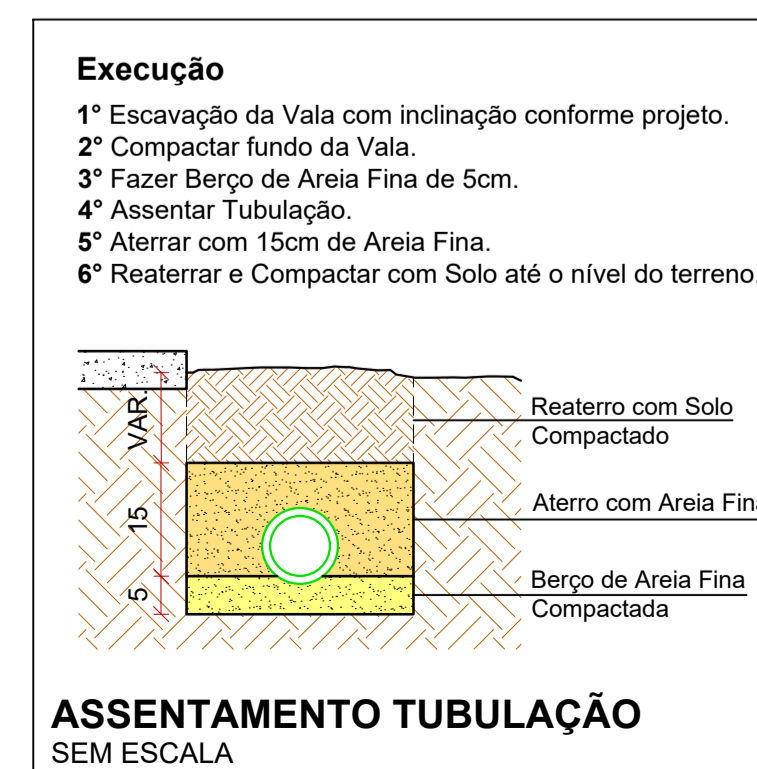 Execução
1° Escavação da Vala com inclinação conforme projeto.
2° Compactar fundo da Vala.
3° Fazer Berço de Areia Fina de 5cm.
4° Assentar Tubulação.
5° Aterrar com 15cm de Areia Fina.
6° Reaterrar e Compactar com Solo até o nível do terreno.
VAR.
15
5
Reaterro com Solo
Compactado
Aterro com Areia Fina
Berço de Areia Fina
Compactada
ASSENTAMENTO TUBULAÇÃO
SEM ESCALA